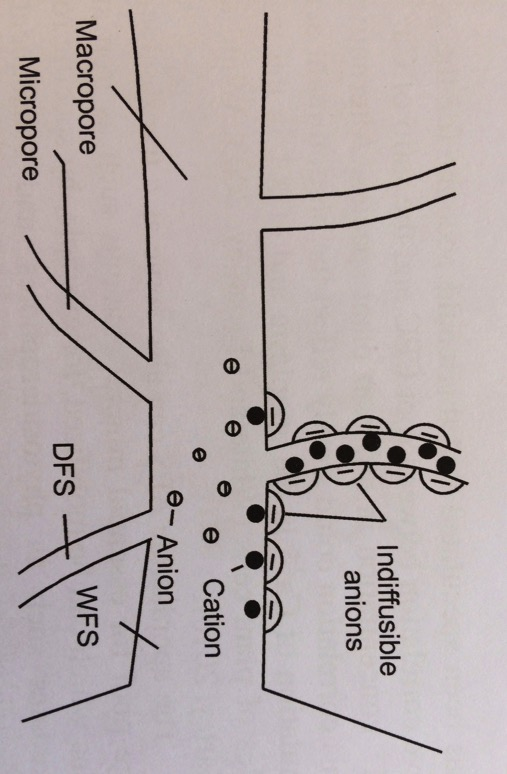 Macropore
Micropore
Indiffusible
anions
Cation
Anion
DFS
WFS